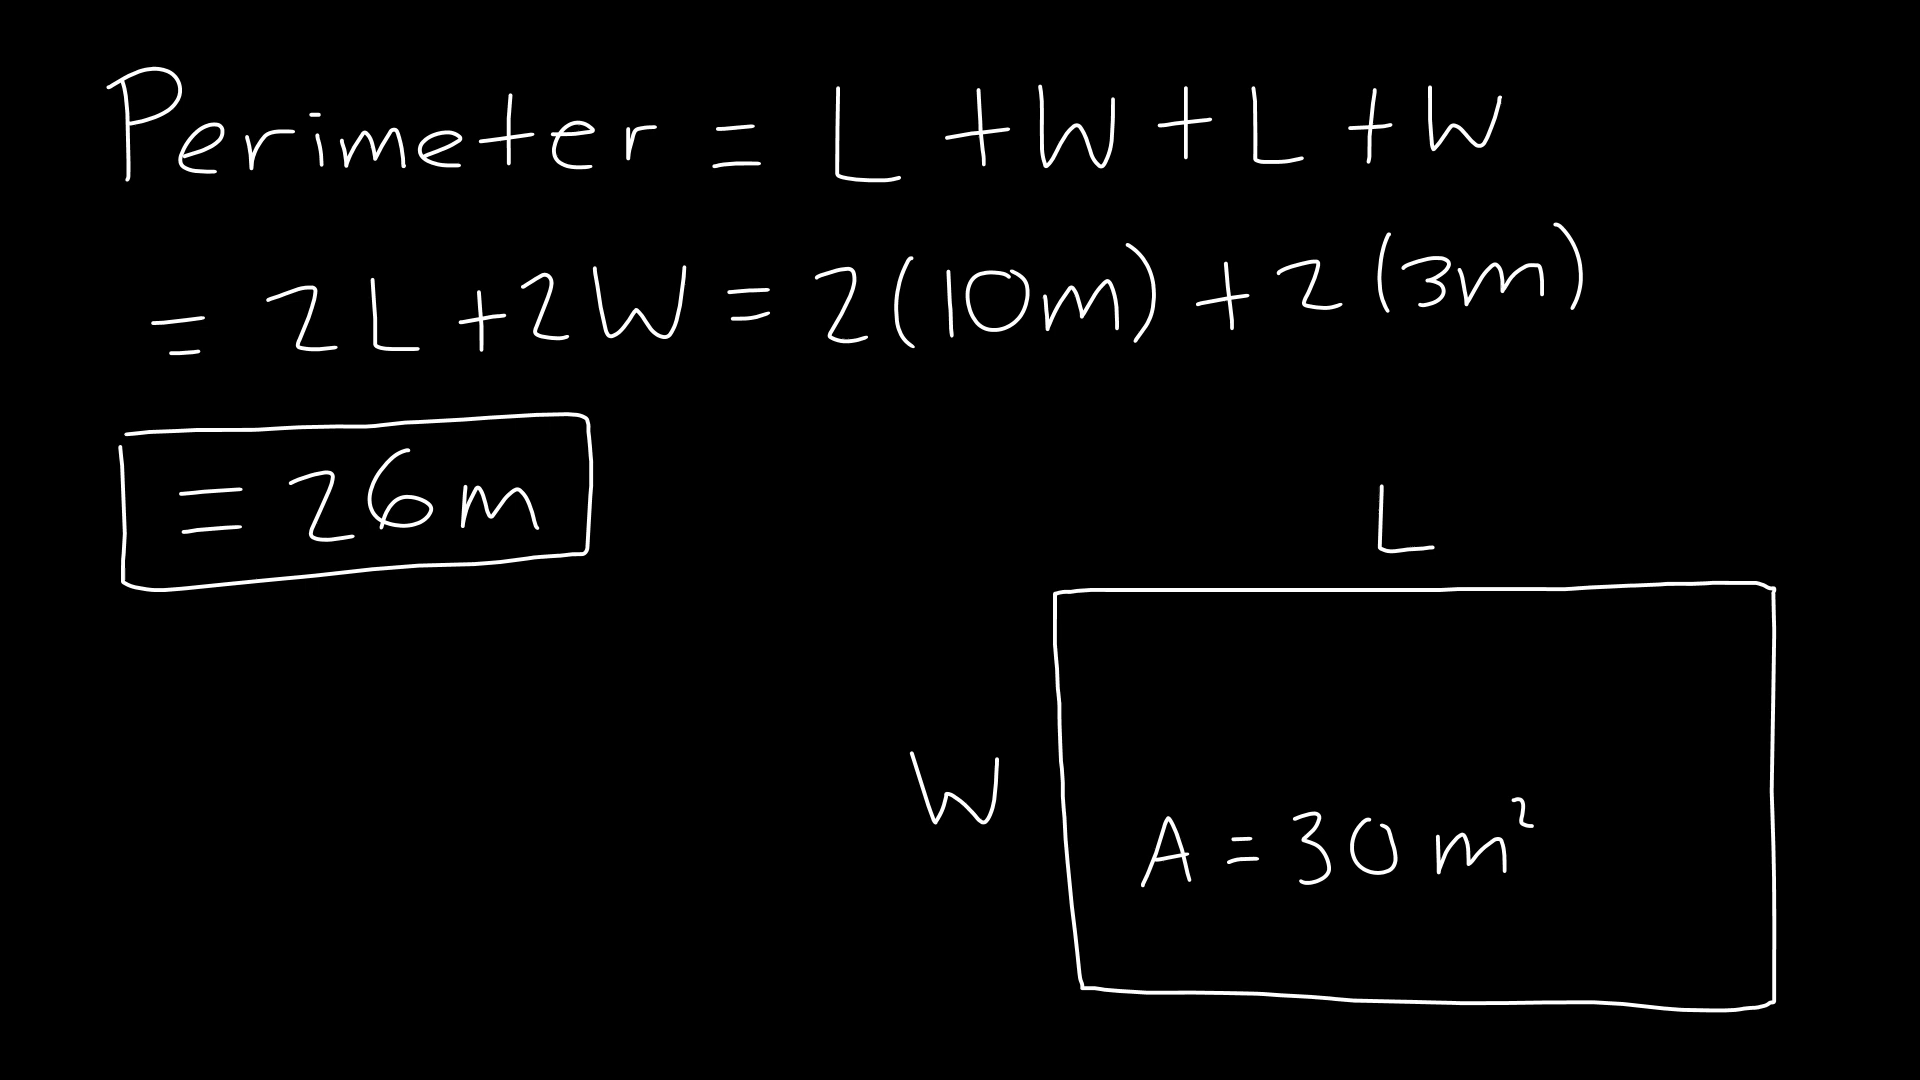 Perimeter = L + W + L + W
= 2L + 2W = 2(10m) + 2(3m)
= 26m
L
W
A = 30 m²